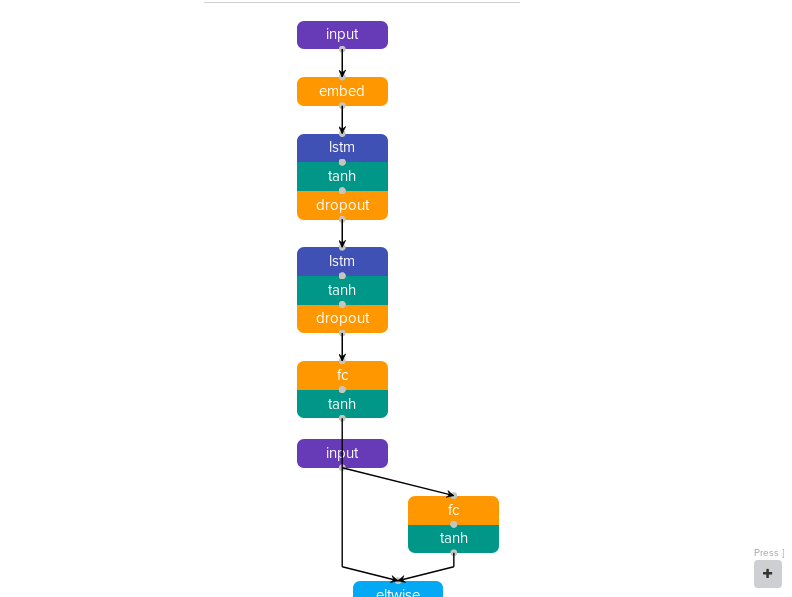 input
embed
lstm
tanh
dropout
lstm
tanh
dropout
fc
tanh
input
fc
tanh
eltwise
Press ]
+